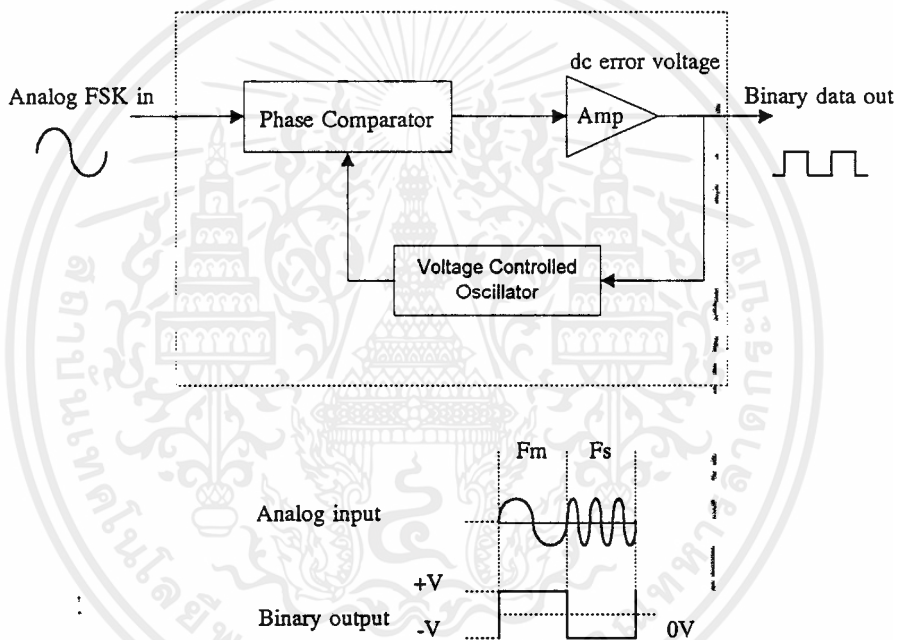 dc error voltage
Analog FSK in
Phase Comparator
Amp
Binary data out
Voltage Controlled
Oscillator
Fm Fs
Analog input
+V
Binary output
-V
0V